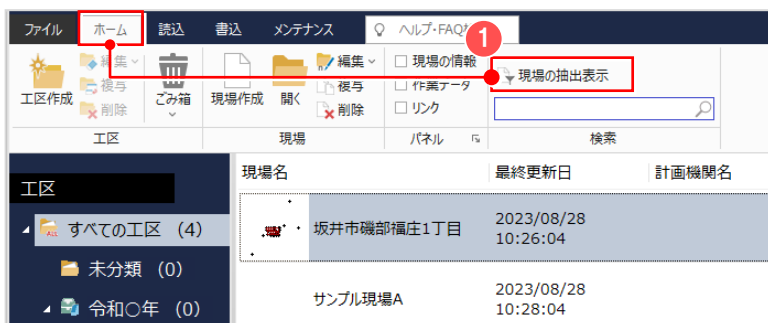 ファイル ホーム 読込 書込 メンテナンス ヘルプ・FAQ
1
工区作成 編集 複写 削除 ごみ箱 現場作成 開く 編集 複写 削除 現場の情報 作業データ リンク 現場の抽出表示
工区 現場 パネル 検索
工区
現場名 最終更新日 計画機関名
ALL すべての工区 (4)
坂井市磯部福庄1丁目 2023/08/28
10:26:04
未分類 (0)
令和○年 (0)
サンプル現場A 2023/08/28
10:28:04